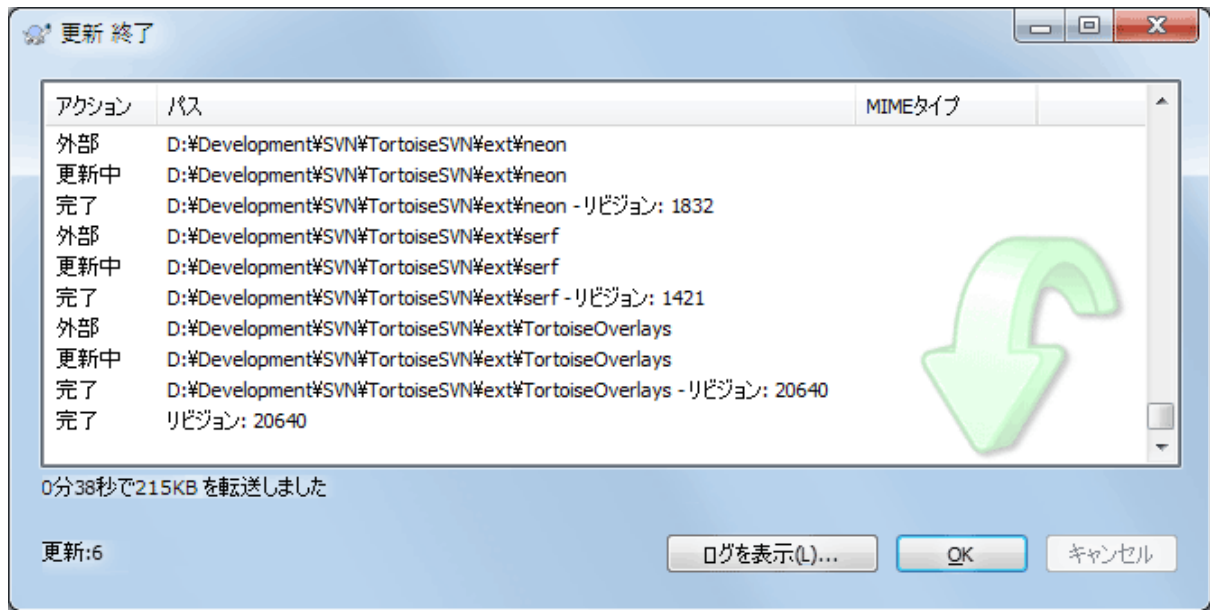 更新 終了
アクション パス MIMEタイプ
外部 D:¥Development¥SVN¥TortoiseSVN¥ext¥neon
更新中 D:¥Development¥SVN¥TortoiseSVN¥ext¥neon
完了 D:¥Development¥SVN¥TortoiseSVN¥ext¥neon - リビジョン: 1832
外部 D:¥Development¥SVN¥TortoiseSVN¥ext¥serf
更新中 D:¥Development¥SVN¥TortoiseSVN¥ext¥serf
完了 D:¥Development¥SVN¥TortoiseSVN¥ext¥serf - リビジョン: 1421
外部 D:¥Development¥SVN¥TortoiseSVN¥ext¥TortoiseOverlays
更新中 D:¥Development¥SVN¥TortoiseSVN¥ext¥TortoiseOverlays
完了 D:¥Development¥SVN¥TortoiseSVN¥ext¥TortoiseOverlays - リビジョン: 20640
完了 リビジョン: 20640
0分38秒で215KB を転送しました
更新:6 ログを表示(L)... OK キャンセル